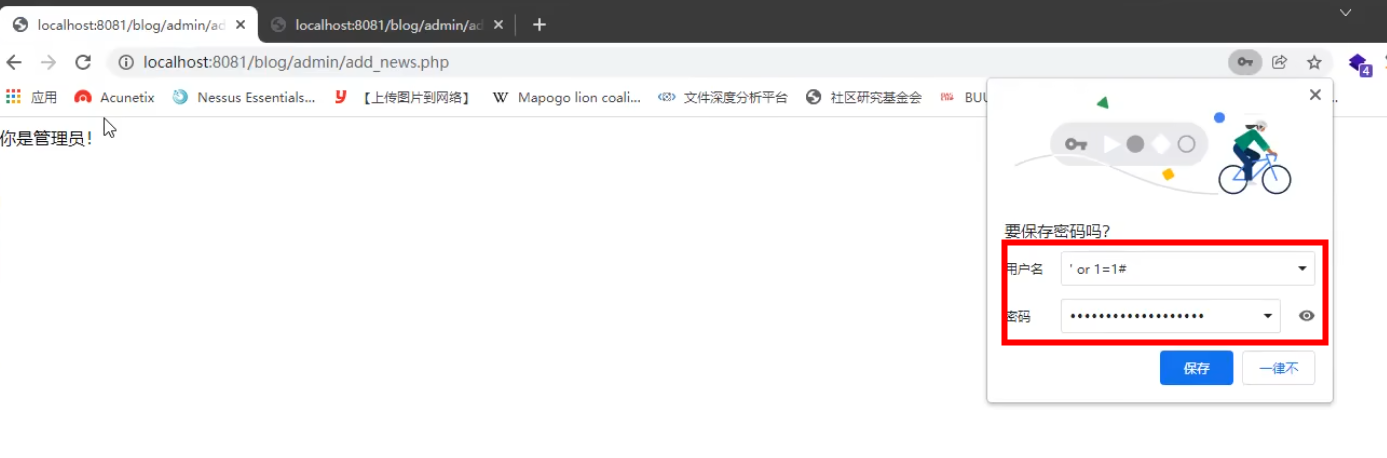 localhost:8081/blog/admin/ad
localhost:8081/blog/admin/ad
localhost:8081/blog/admin/add_news.php
4
应用
Acunetix
Nessus Essentials...
【上传图片到网络】
W Mapogo lion coali...
文件深度分析平台
社区研究基金会
BUU
你是管理员！
要保存密码吗？
用户名
' or 1=1#
密码
•••••••••••••••••••
保存
一律不